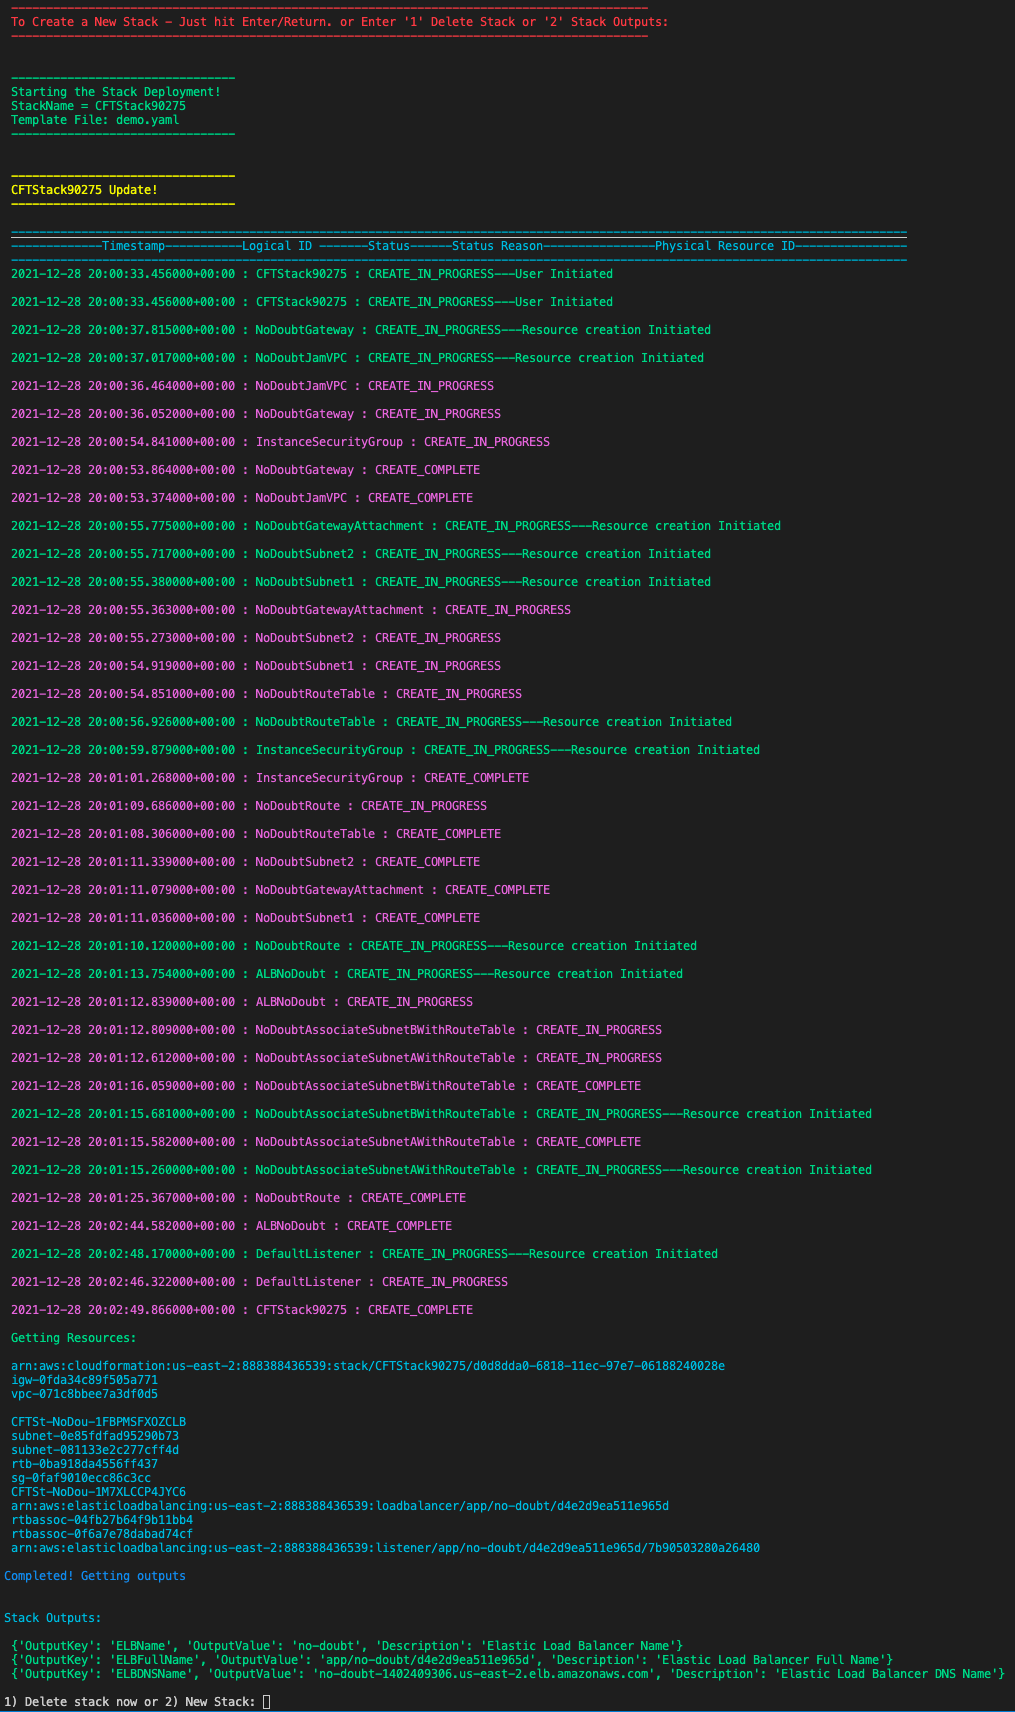 To Create a New Stack – Just hit Enter/Return. or Enter '1' Delete Stack or '2' Stack Outputs:
Starting the Stack Deployment!
StackName = CFTStack90275
Template File: demo.yaml
CFTStack90275 Update!
-------------Timestamp-----------Logical ID -------Status------Status Reason----------------Physical Resource ID----------------
2021-12-28 20:00:33.456000+00:00 : CFTStack90275 : CREATE_IN_PROGRESS---User Initiated
2021-12-28 20:00:33.456000+00:00 : CFTStack90275 : CREATE_IN_PROGRESS---User Initiated
2021-12-28 20:00:37.815000+00:00 : NoDoubtGateway : CREATE_IN_PROGRESS---Resource creation Initiated
2021-12-28 20:00:37.017000+00:00 : NoDoubtJamVPC : CREATE_IN_PROGRESS---Resource creation Initiated
2021-12-28 20:00:36.464000+00:00 : NoDoubtJamVPC : CREATE_IN_PROGRESS
2021-12-28 20:00:36.052000+00:00 : NoDoubtGateway : CREATE_IN_PROGRESS
2021-12-28 20:00:54.841000+00:00 : InstanceSecurityGroup : CREATE_IN_PROGRESS
2021-12-28 20:00:53.864000+00:00 : NoDoubtGateway : CREATE_COMPLETE
2021-12-28 20:00:53.374000+00:00 : NoDoubtJamVPC : CREATE_COMPLETE
2021-12-28 20:00:55.775000+00:00 : NoDoubtGatewayAttachment : CREATE_IN_PROGRESS---Resource creation Initiated
2021-12-28 20:00:55.717000+00:00 : NoDoubtSubnet2 : CREATE_IN_PROGRESS---Resource creation Initiated
2021-12-28 20:00:55.380000+00:00 : NoDoubtSubnet1 : CREATE_IN_PROGRESS---Resource creation Initiated
2021-12-28 20:00:55.363000+00:00 : NoDoubtGatewayAttachment : CREATE_IN_PROGRESS
2021-12-28 20:00:55.273000+00:00 : NoDoubtSubnet2 : CREATE_IN_PROGRESS
2021-12-28 20:00:54.919000+00:00 : NoDoubtSubnet1 : CREATE_IN_PROGRESS
2021-12-28 20:00:54.851000+00:00 : NoDoubtRouteTable : CREATE_IN_PROGRESS
2021-12-28 20:00:56.926000+00:00 : NoDoubtRouteTable : CREATE_IN_PROGRESS---Resource creation Initiated
2021-12-28 20:00:59.879000+00:00 : InstanceSecurityGroup : CREATE_IN_PROGRESS---Resource creation Initiated
2021-12-28 20:01:01.268000+00:00 : InstanceSecurityGroup : CREATE_COMPLETE
2021-12-28 20:01:09.686000+00:00 : NoDoubtRoute : CREATE_IN_PROGRESS
2021-12-28 20:01:08.306000+00:00 : NoDoubtRouteTable : CREATE_COMPLETE
2021-12-28 20:01:11.339000+00:00 : NoDoubtSubnet2 : CREATE_COMPLETE
2021-12-28 20:01:11.079000+00:00 : NoDoubtGatewayAttachment : CREATE_COMPLETE
2021-12-28 20:01:11.036000+00:00 : NoDoubtSubnet1 : CREATE_COMPLETE
2021-12-28 20:01:10.120000+00:00 : NoDoubtRoute : CREATE_IN_PROGRESS---Resource creation Initiated
2021-12-28 20:01:13.754000+00:00 : ALBNoDoubt : CREATE_IN_PROGRESS---Resource creation Initiated
2021-12-28 20:01:12.839000+00:00 : ALBNoDoubt : CREATE_IN_PROGRESS
2021-12-28 20:01:12.809000+00:00 : NoDoubtAssociateSubnetBWithRouteTable : CREATE_IN_PROGRESS
2021-12-28 20:01:12.612000+00:00 : NoDoubtAssociateSubnetAWithRouteTable : CREATE_IN_PROGRESS
2021-12-28 20:01:16.059000+00:00 : NoDoubtAssociateSubnetBWithRouteTable : CREATE_COMPLETE
2021-12-28 20:01:15.681000+00:00 : NoDoubtAssociateSubnetBWithRouteTable : CREATE_IN_PROGRESS---Resource creation Initiated
2021-12-28 20:01:15.582000+00:00 : NoDoubtAssociateSubnetAWithRouteTable : CREATE_COMPLETE
2021-12-28 20:01:15.260000+00:00 : NoDoubtAssociateSubnetAWithRouteTable : CREATE_IN_PROGRESS---Resource creation Initiated
2021-12-28 20:01:25.367000+00:00 : NoDoubtRoute : CREATE_COMPLETE
2021-12-28 20:02:44.582000+00:00 : ALBNoDoubt : CREATE_COMPLETE
2021-12-28 20:02:48.170000+00:00 : DefaultListener : CREATE_IN_PROGRESS---Resource creation Initiated
2021-12-28 20:02:46.322000+00:00 : DefaultListener : CREATE_IN_PROGRESS
2021-12-28 20:02:49.866000+00:00 : CFTStack90275 : CREATE_COMPLETE
Getting Resources:
arn:aws:cloudformation:us-east-2:888388436539:stack/CFTStack90275/d0d8dda0-6818-11ec-97e7-06188240028e
igw-0fda34c89f505a771
vpc-071c8bbee7a3df0d5
CFTSt-NoDou-1FBPMSFXOZCLB
subnet-0e85fdfad95290b73
subnet-081133e2c277cff4d
rtb-0ba918da4556ff437
sg-0faf9010ecc86c3cc
CFTSt-NoDou-1M7XLCCP4JYC6
arn:aws:elasticloadbalancing:us-east-2:888388436539:loadbalancer/app/no-doubt/d4e2d9ea511e965d
rtbassoc-04fb27b64f9b11bb4
rtbassoc-0f6a7e78dabad74cf
arn:aws:elasticloadbalancing:us-east-2:888388436539:listener/app/no-doubt/d4e2d9ea511e965d/7b90503280a26480
Completed! Getting outputs
Stack Outputs:
{'OutputKey': 'ELBName', 'OutputValue': 'no-doubt', 'Description': 'Elastic Load Balancer Name'}
{'OutputKey': 'ELBFullName', 'OutputValue': 'app/no-doubt/d4e2d9ea511e965d', 'Description': 'Elastic Load Balancer Full Name'}
{'OutputKey': 'ELBDNSName', 'OutputValue': 'no-doubt-1402409306.us-east-2.elb.amazonaws.com', 'Description': 'Elastic Load Balancer DNS Name'}
1) Delete stack now or 2) New Stack: